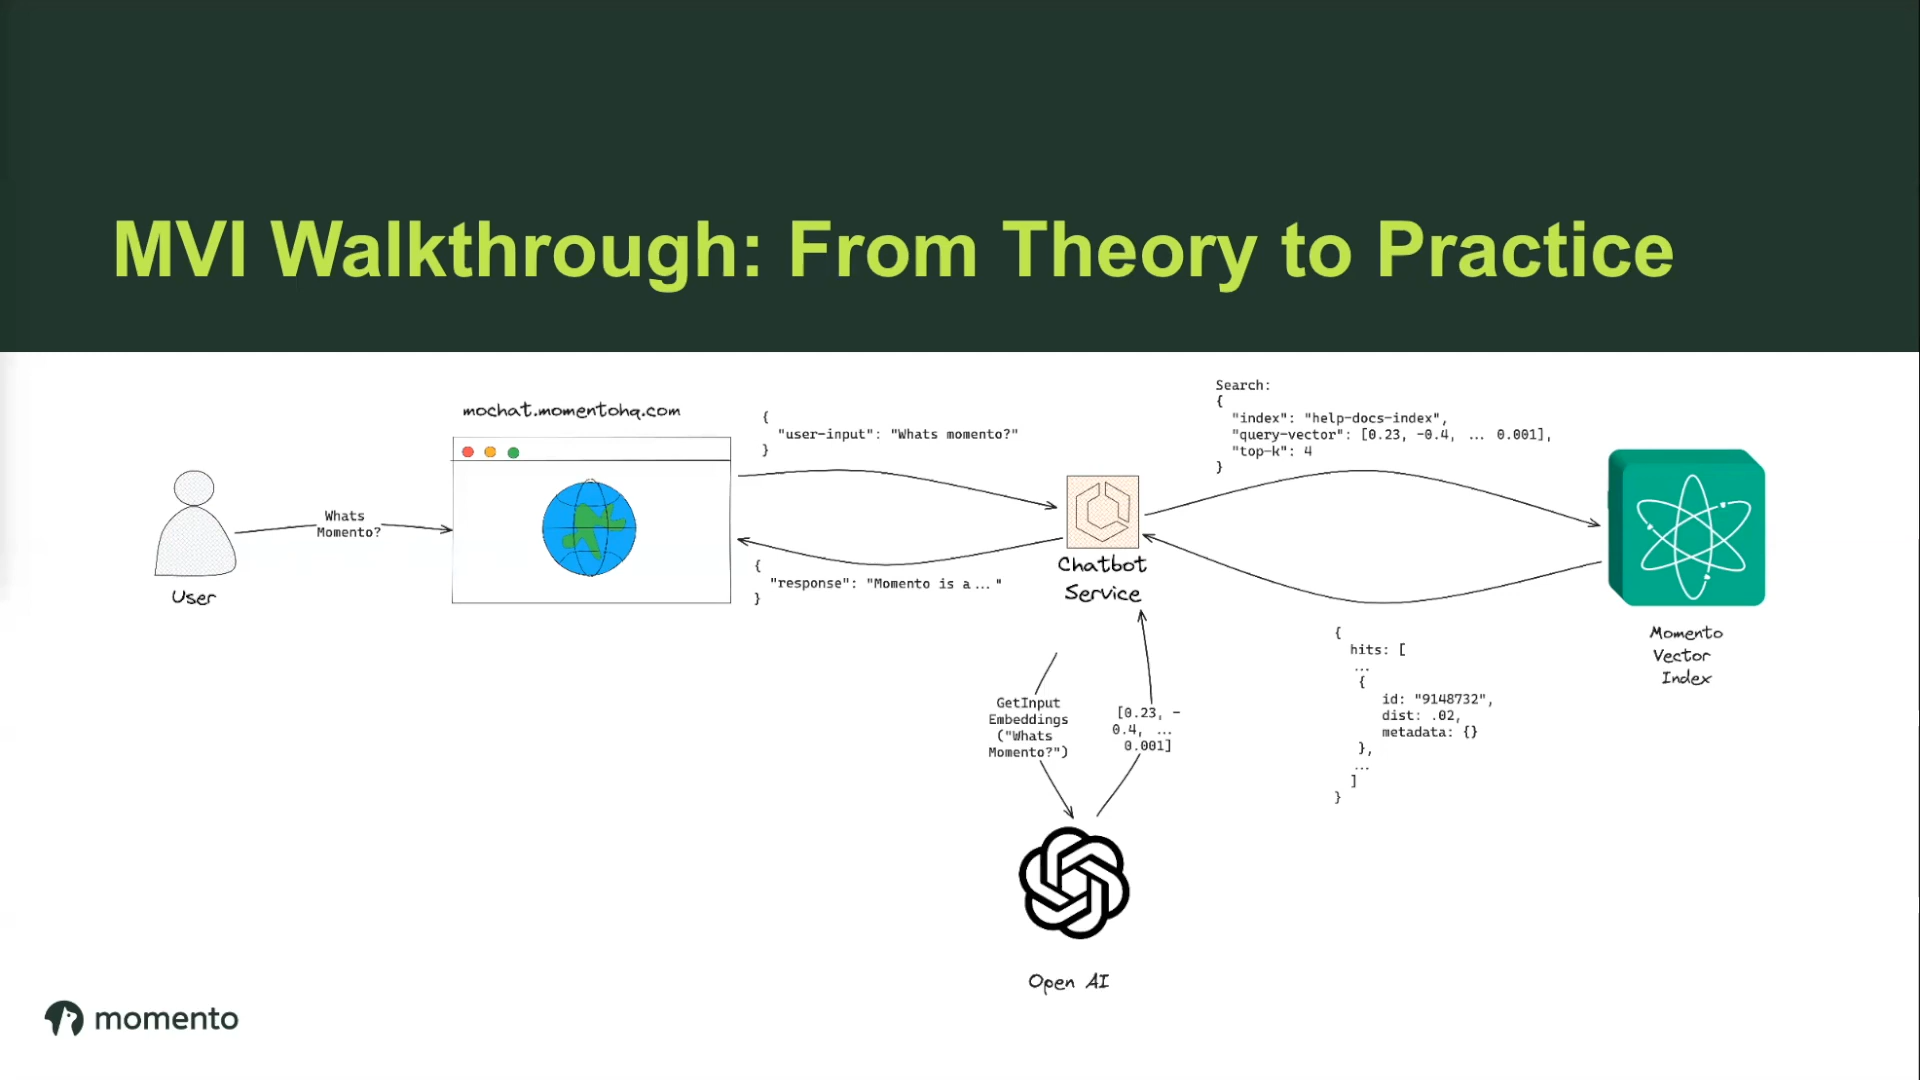 MVI Walkthrough: From Theory to Practice
mochat.momentohq.com
{
"user-input": "Whats momento?"
}
Search:
{
"index": "help-docs-index",
"query-vector": [0.23, -0.4, ... 0.001],
"top-k": 4
}
Whats
Momento?
User
{
"response": "Momento is a... "
}
Chatbot
Service
Momento
Vector
Index
{
hits: [
...
{
id: "9148732",
dist: .02,
metadata: {}
},
...
]
}
GetInput
Embeddings
("Whats
Momento?")
[0.23, -
0.4, ...
0.001]
Open AI
momento